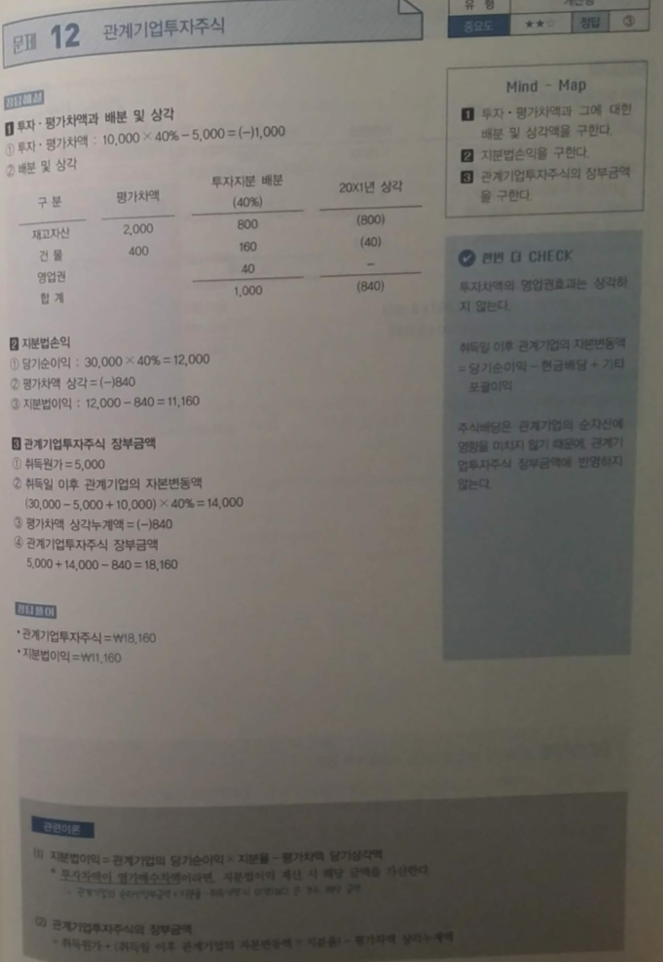 유 형
문제 12 관계기업투자주식
중요도 ★★☆ 정답 ③
정답해설
1 투자·평가차액과 배분 및 상각
① 투자·평가차액 : 10,000 × 40% − 5,000 = (−)1,000
② 배분 및 상각
구 분 평가차액 투자지분 배분 (40%) 20X1년 상각
재고자산 2,000 800 (800)
건 물 400 160 (40)
영업권 40 −
합 계 1,000 (840)
2 지분법손익
① 당기순이익 : 30,000 × 40% = 12,000
② 평가차액 상각 = (−)840
③ 지분법이익 : 12,000 − 840 = 11,160
3 관계기업투자주식 장부금액
① 취득원가 = 5,000
② 취득일 이후 관계기업의 자본변동액
(30,000 − 5,000 + 10,000) × 40% = 14,000
③ 평가차액 상각누계액 = (−)840
④ 관계기업투자주식 장부금액
5,000 + 14,000 − 840 = 18,160
정답풀이
• 관계기업투자주식 = ₩18,160
• 지분법이익 = ₩11,160
Mind - Map
1 투자·평가차액과 그에 대한
배분 및 상각액을 구한다.
2 지분법손익을 구한다.
3 관계기업투자주식의 장부금액
을 구한다.
한번 더 CHECK
투자차액의 영업권효과는 상각하
지 않는다.
취득일 이후 관계기업의 자본변동액
= 당기순이익 − 현금배당 + 기타
포괄이익
주식배당은 관계기업의 순자산에
영향을 미치지 않기 때문에, 관계기
업투자주식 장부금액에 반영하지
않는다.
관련이론
(1) 지분법이익 = 관계기업의 당기순이익 × 지분율 − 평가차액 당기상각액
* 투자차액이 염가매수차액이라면, 지분법이익 계산 시 해당 금액을 가산한다.
(2) 관계기업투자주식의 장부금액
= 취득원가 + (취득일 이후 관계기업의 자본변동액 × 지분율) − 평가차액 상각누계액